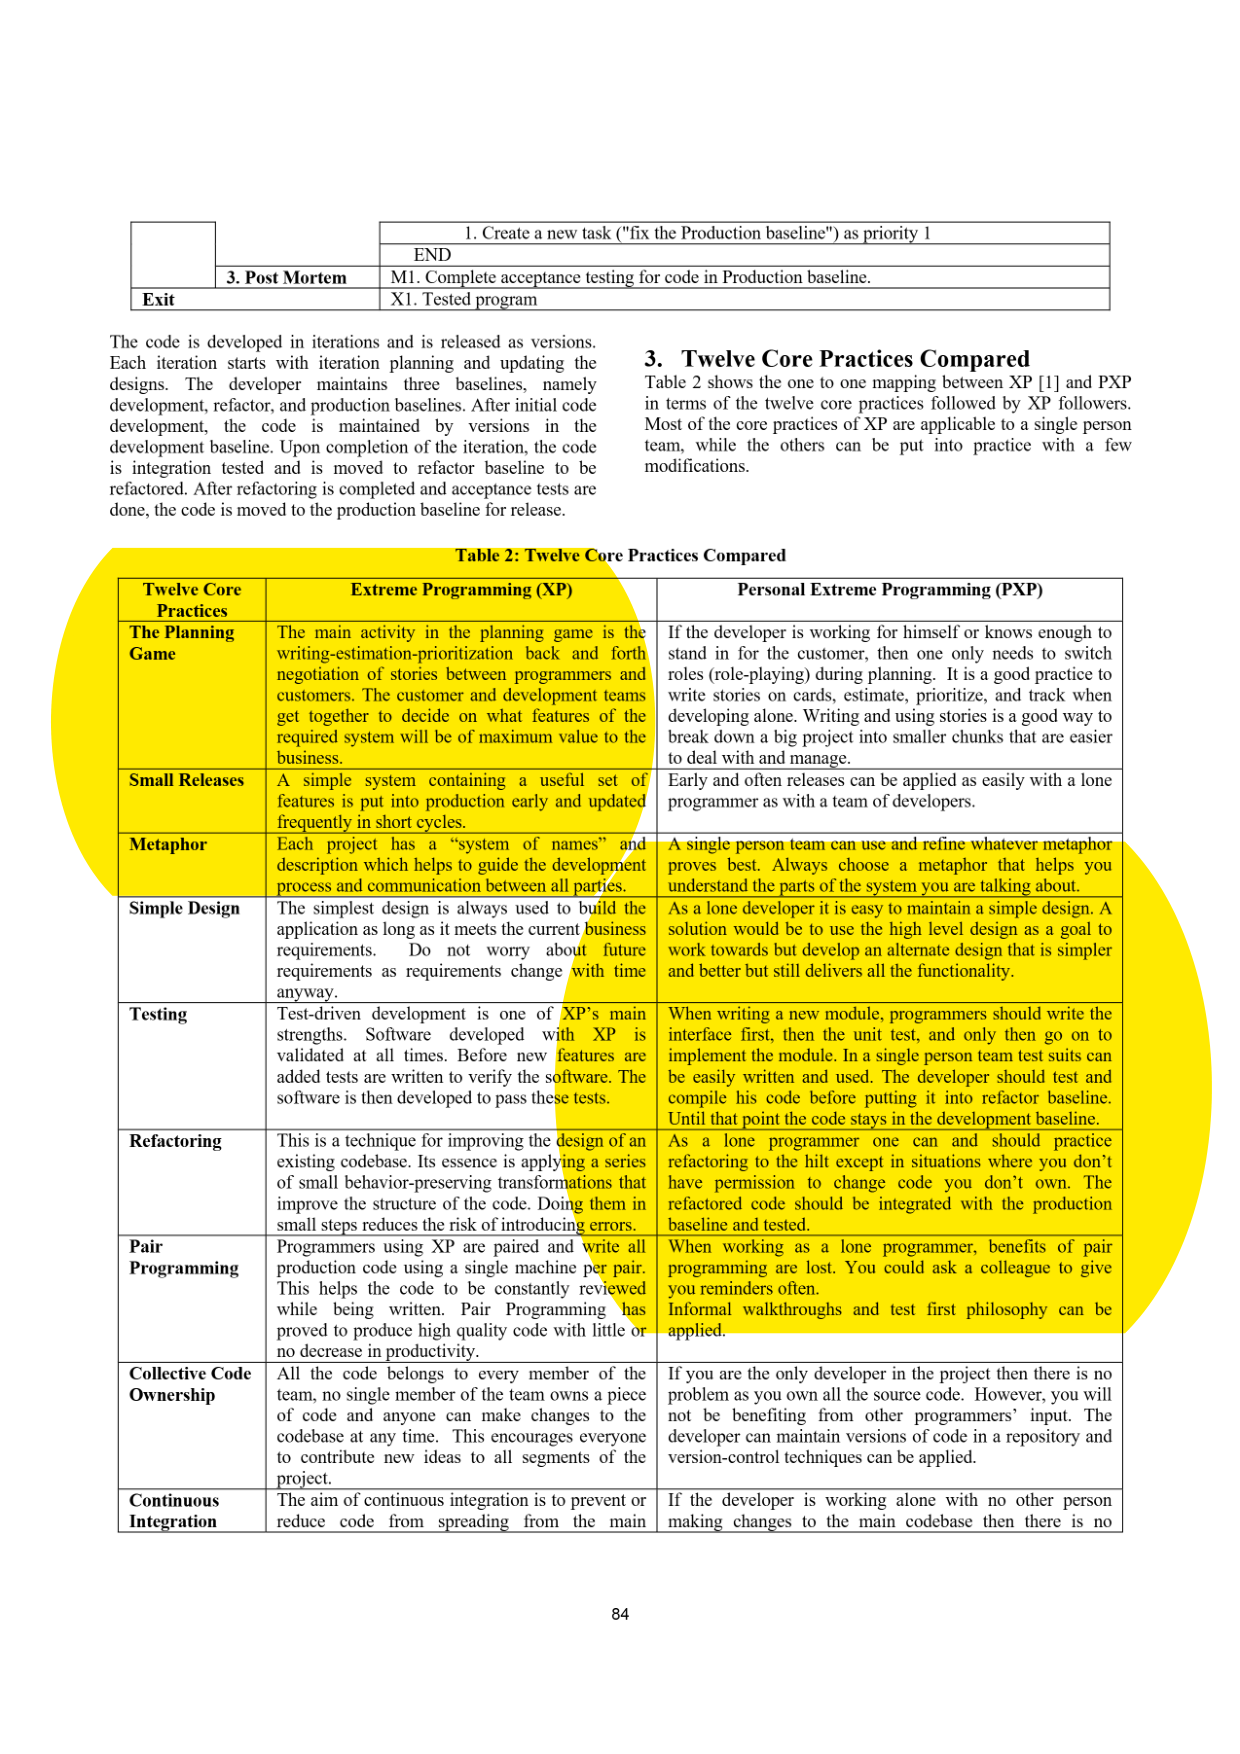 1. Create a new task ("fix the Production baseline") as priority 1
END
3. Post Mortem M1. Complete acceptance testing for code in Production baseline.
Exit X1. Tested program
The code is developed in iterations and is released as versions.
Each iteration starts with iteration planning and updating the
designs. The developer maintains three baselines, namely
development, refactor, and production baselines. After initial code
development, the code is maintained by versions in the
development baseline. Upon completion of the iteration, the code
is integration tested and is moved to refactor baseline to be
refactored. After refactoring is completed and acceptance tests are
done, the code is moved to the production baseline for release.
3. Twelve Core Practices Compared
Table 2 shows the one to one mapping between XP [1] and PXP
in terms of the twelve core practices followed by XP followers.
Most of the core practices of XP are applicable to a single person
team, while the others can be put into practice with a few
modifications.
Table 2: Twelve Core Practices Compared
Twelve Core
Practices
Extreme Programming (XP)
Personal Extreme Programming (PXP)
The Planning
Game
The main activity in the planning game is the
writing-estimation-prioritization back and forth
negotiation of stories between programmers and
customers. The customer and development teams
get together to decide on what features of the
required system will be of maximum value to the
business.
If the developer is working for himself or knows enough to
stand in for the customer, then one only needs to switch
roles (role-playing) during planning. It is a good practice to
write stories on cards, estimate, prioritize, and track when
developing alone. Writing and using stories is a good way to
break down a big project into smaller chunks that are easier
to deal with and manage.
Small Releases
A simple system containing a useful set of
features is put into production early and updated
frequently in short cycles.
Early and often releases can be applied as easily with a lone
programmer as with a team of developers.
Metaphor
Each project has a “system of names” and
description which helps to guide the development
process and communication between all parties.
A single person team can use and refine whatever metaphor
proves best. Always choose a metaphor that helps you
understand the parts of the system you are talking about.
Simple Design
The simplest design is always used to build the
application as long as it meets the current business
requirements. Do not worry about future
requirements as requirements change with time
anyway.
As a lone developer it is easy to maintain a simple design. A
solution would be to use the high level design as a goal to
work towards but develop an alternate design that is simpler
and better but still delivers all the functionality.
Testing
Test-driven development is one of XP’s main
strengths. Software developed with XP is
validated at all times. Before new features are
added tests are written to verify the software. The
software is then developed to pass these tests.
When writing a new module, programmers should write the
interface first, then the unit test, and only then go on to
implement the module. In a single person team test suits can
be easily written and used. The developer should test and
compile his code before putting it into refactor baseline.
Until that point the code stays in the development baseline.
Refactoring
This is a technique for improving the design of an
existing codebase. Its essence is applying a series
of small behavior-preserving transformations that
improve the structure of the code. Doing them in
small steps reduces the risk of introducing errors.
As a lone programmer one can and should practice
refactoring to the hilt except in situations where you don’t
have permission to change code you don’t own. The
refactored code should be integrated with the production
baseline and tested.
Pair
Programming
Programmers using XP are paired and write all
production code using a single machine per pair.
This helps the code to be constantly reviewed
while being written. Pair Programming has
proved to produce high quality code with little or
no decrease in productivity.
When working as a lone programmer, benefits of pair
programming are lost. You could ask a colleague to give
you reminders often.
Informal walkthroughs and test first philosophy can be
applied.
Collective Code
Ownership
All the code belongs to every member of the
team, no single member of the team owns a piece
of code and anyone can make changes to the
codebase at any time. This encourages everyone
to contribute new ideas to all segments of the
project.
If you are the only developer in the project then there is no
problem as you own all the source code. However, you will
not be benefiting from other programmers’ input. The
developer can maintain versions of code in a repository and
version-control techniques can be applied.
Continuous
Integration
The aim of continuous integration is to prevent or
reduce code from spreading from the main
If the developer is working alone with no other person
making changes to the main codebase then there is no
84